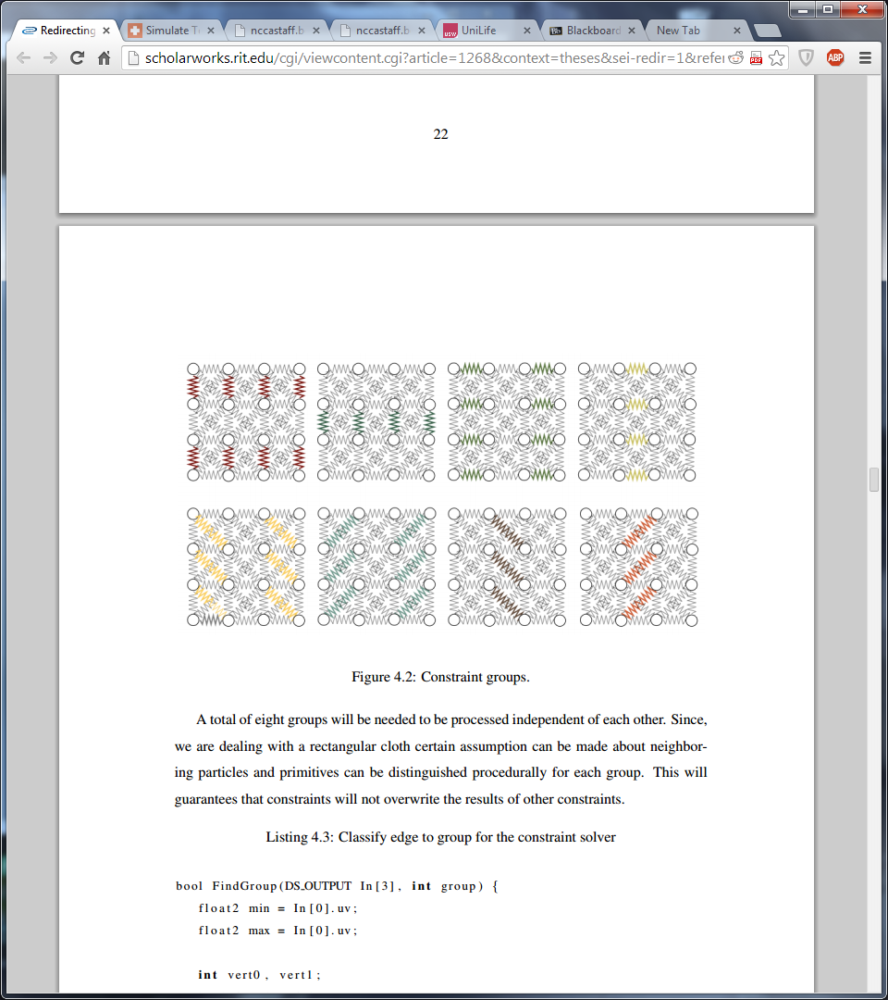 Redirecting
Simulate T
nccastaff.b
nccastaff.b
usw UniLife
Bb Blackboard
New Tab
scholarworks.rit.edu/cgi/viewcontent.cgi?article=1268&context=theses&sei-redir=1&refer
PDF
ABP
22
Figure 4.2: Constraint groups.
A total of eight groups will be needed to be processed independent of each other. Since,
we are dealing with a rectangular cloth certain assumption can be made about neighbor-
ing particles and primitives can be distinguished procedurally for each group. This will
guarantees that constraints will not overwrite the results of other constraints.
Listing 4.3: Classify edge to group for the constraint solver
bool FindGroup(DS_OUTPUT In[3], int group) {
float2 min = In[0].uv;
float2 max = In[0].uv;
int vert0, vert1;